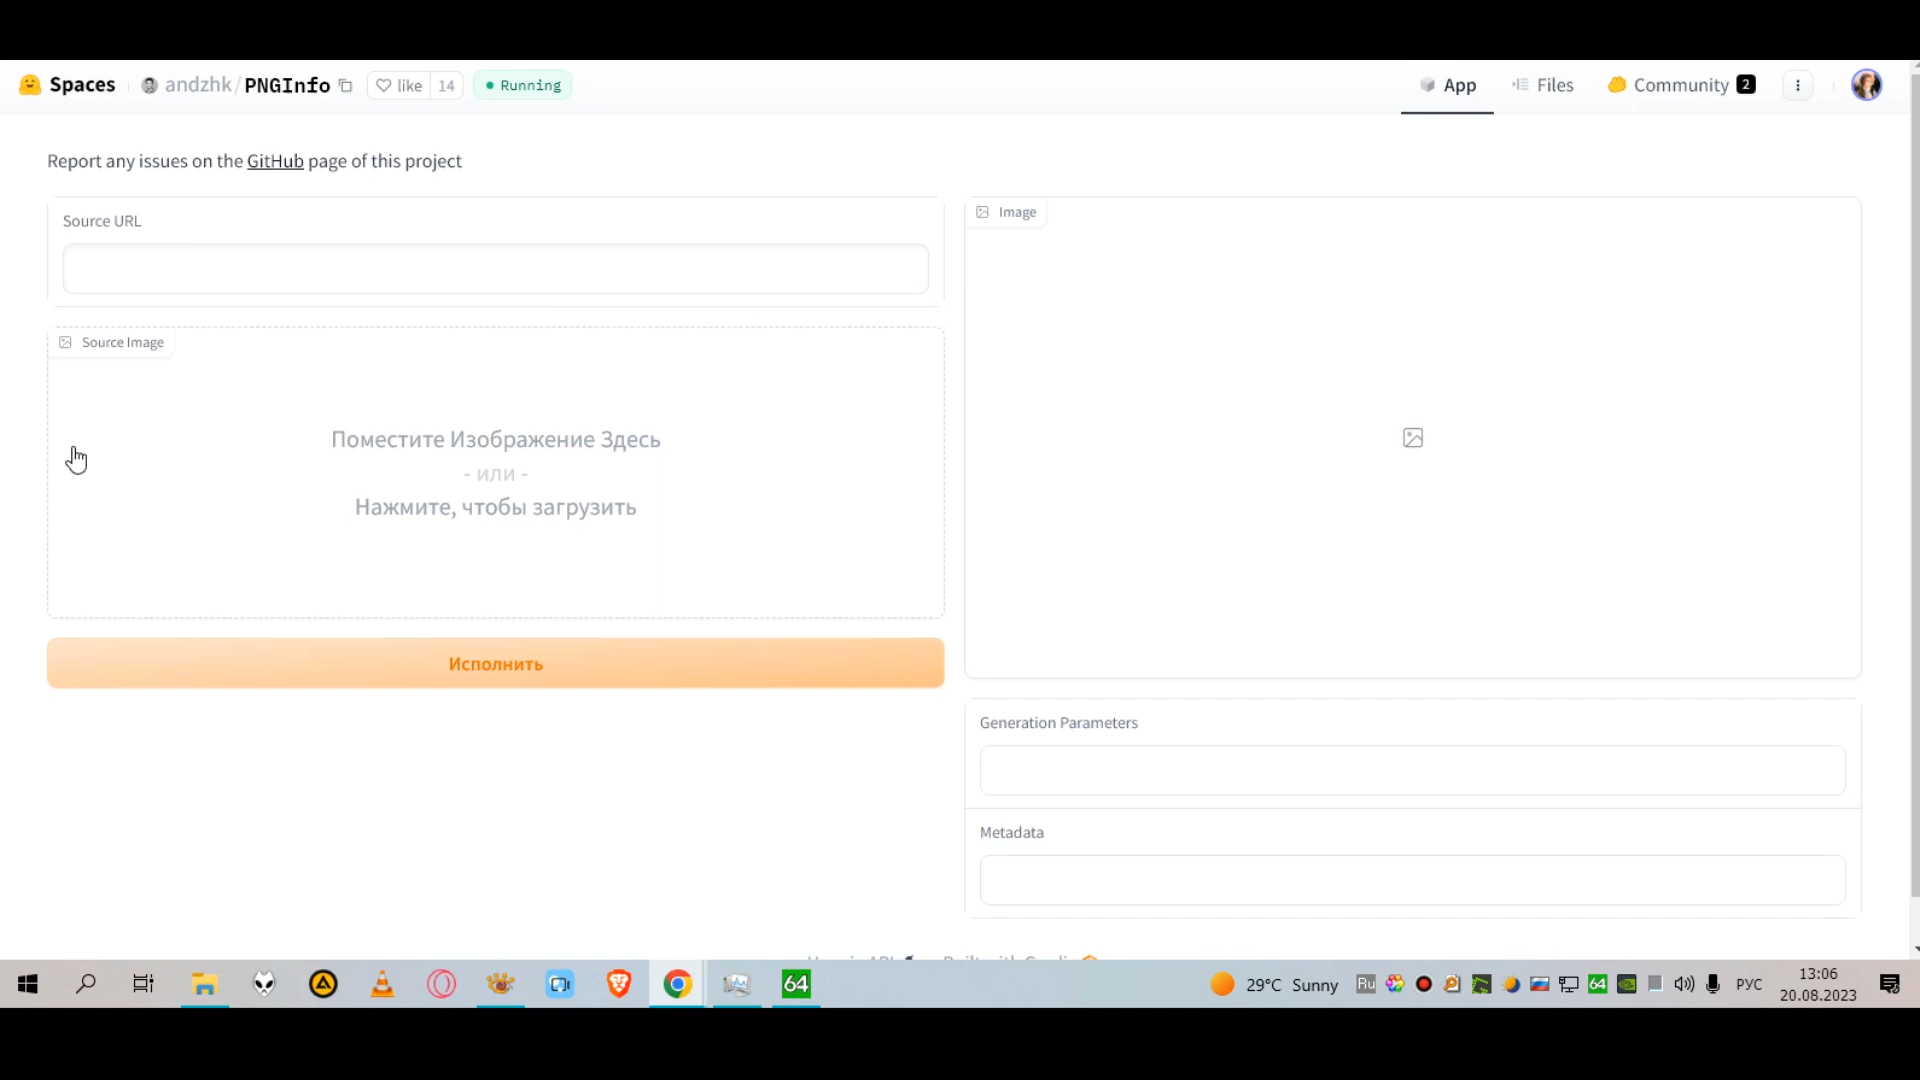 Spaces andzhk/PNGInfo like 14 Running App Files Community 2
Report any issues on the GitHub page of this project
Source URL
Image
Source Image
Поместите Изображение Здесь
- или -
Нажмите, чтобы загрузить
Исполнить
Generation Parameters
Metadata
64 29°C Sunny Ru 64 РУС 13:06
20.08.2023